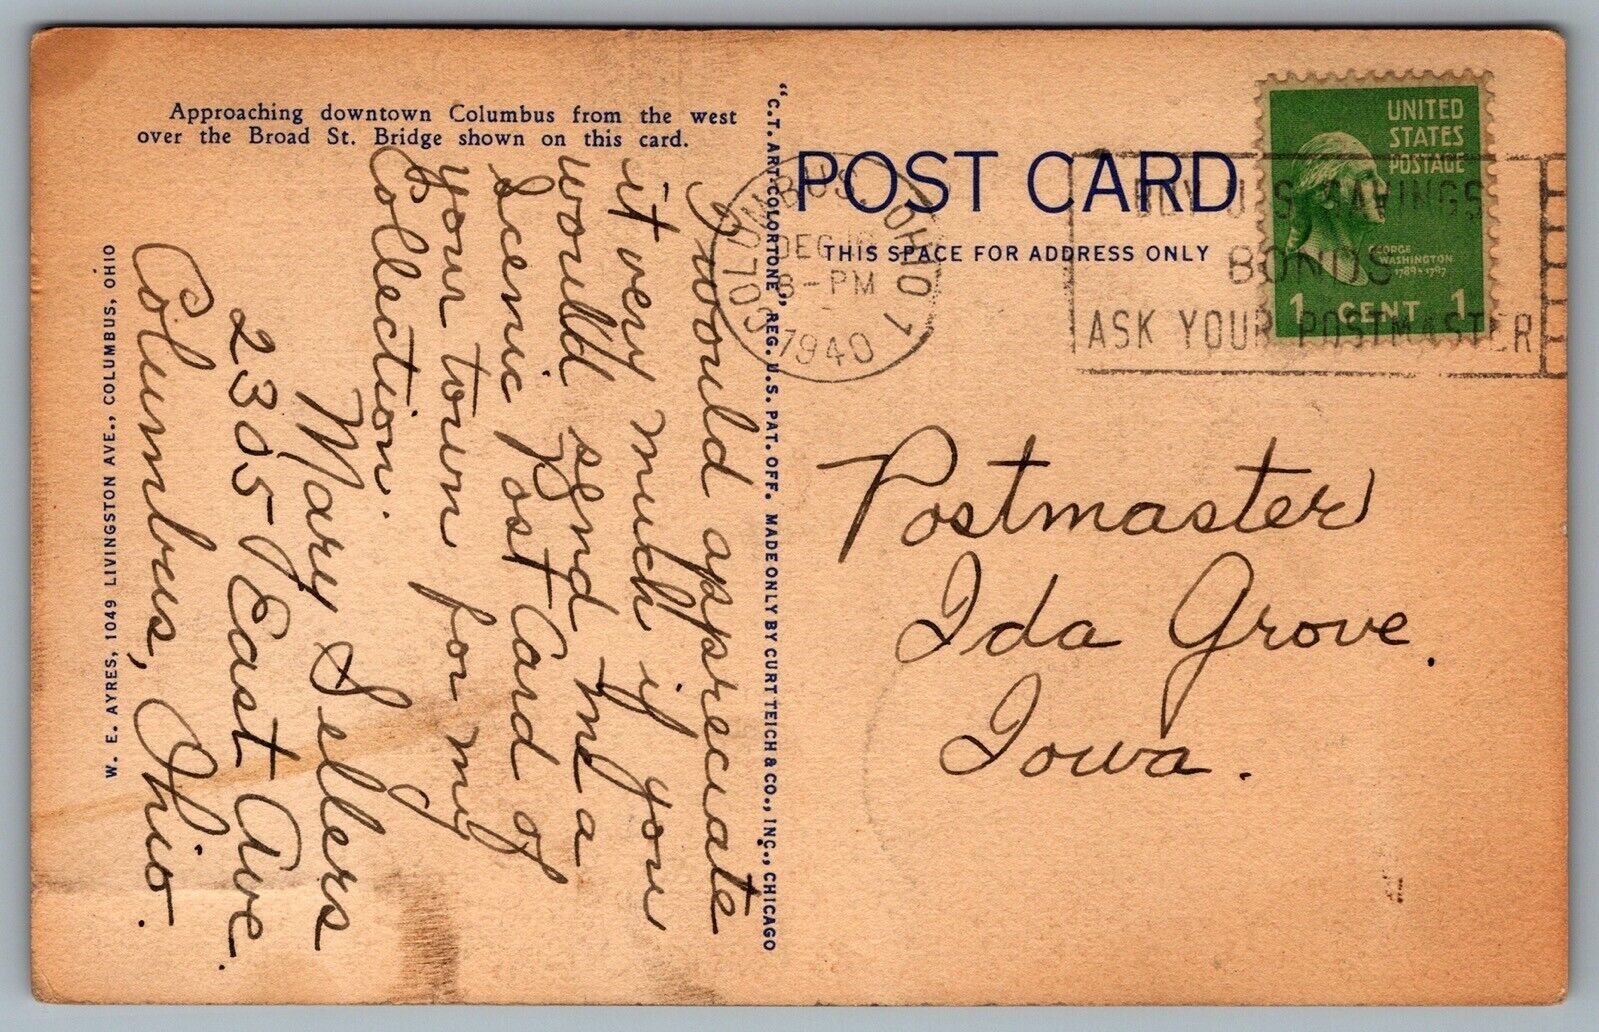 Approaching downtown Columbus from the west
over the Broad St. Bridge shown on this card.
I would appreciate
it very much if you
would send me a
Scenic Post Card of
your town for my
Collection.
Mary Sellers
2305 East Ave.
Columbus, Ohio.
W. E. AYRES, 1049 LIVINGSTON AVE., COLUMBUS, OHIO
"C.T. ART-COLORTONE" REG. U.S. PAT. OFF. MADE ONLY BY CURT TEICH & CO., INC., CHICAGO
POST CARD
THIS SPACE FOR ADDRESS ONLY
COLUMBUS, OHIO 1
DEC
8-PM
1940
BUY U S SAVINGS
BONDS
ASK YOUR POSTMASTER
UNITED
STATES
POSTAGE
GEORGE
WASHINGTON
1789-1797
1 CENT 1
Postmaster
Ida Grove.
Iowa.